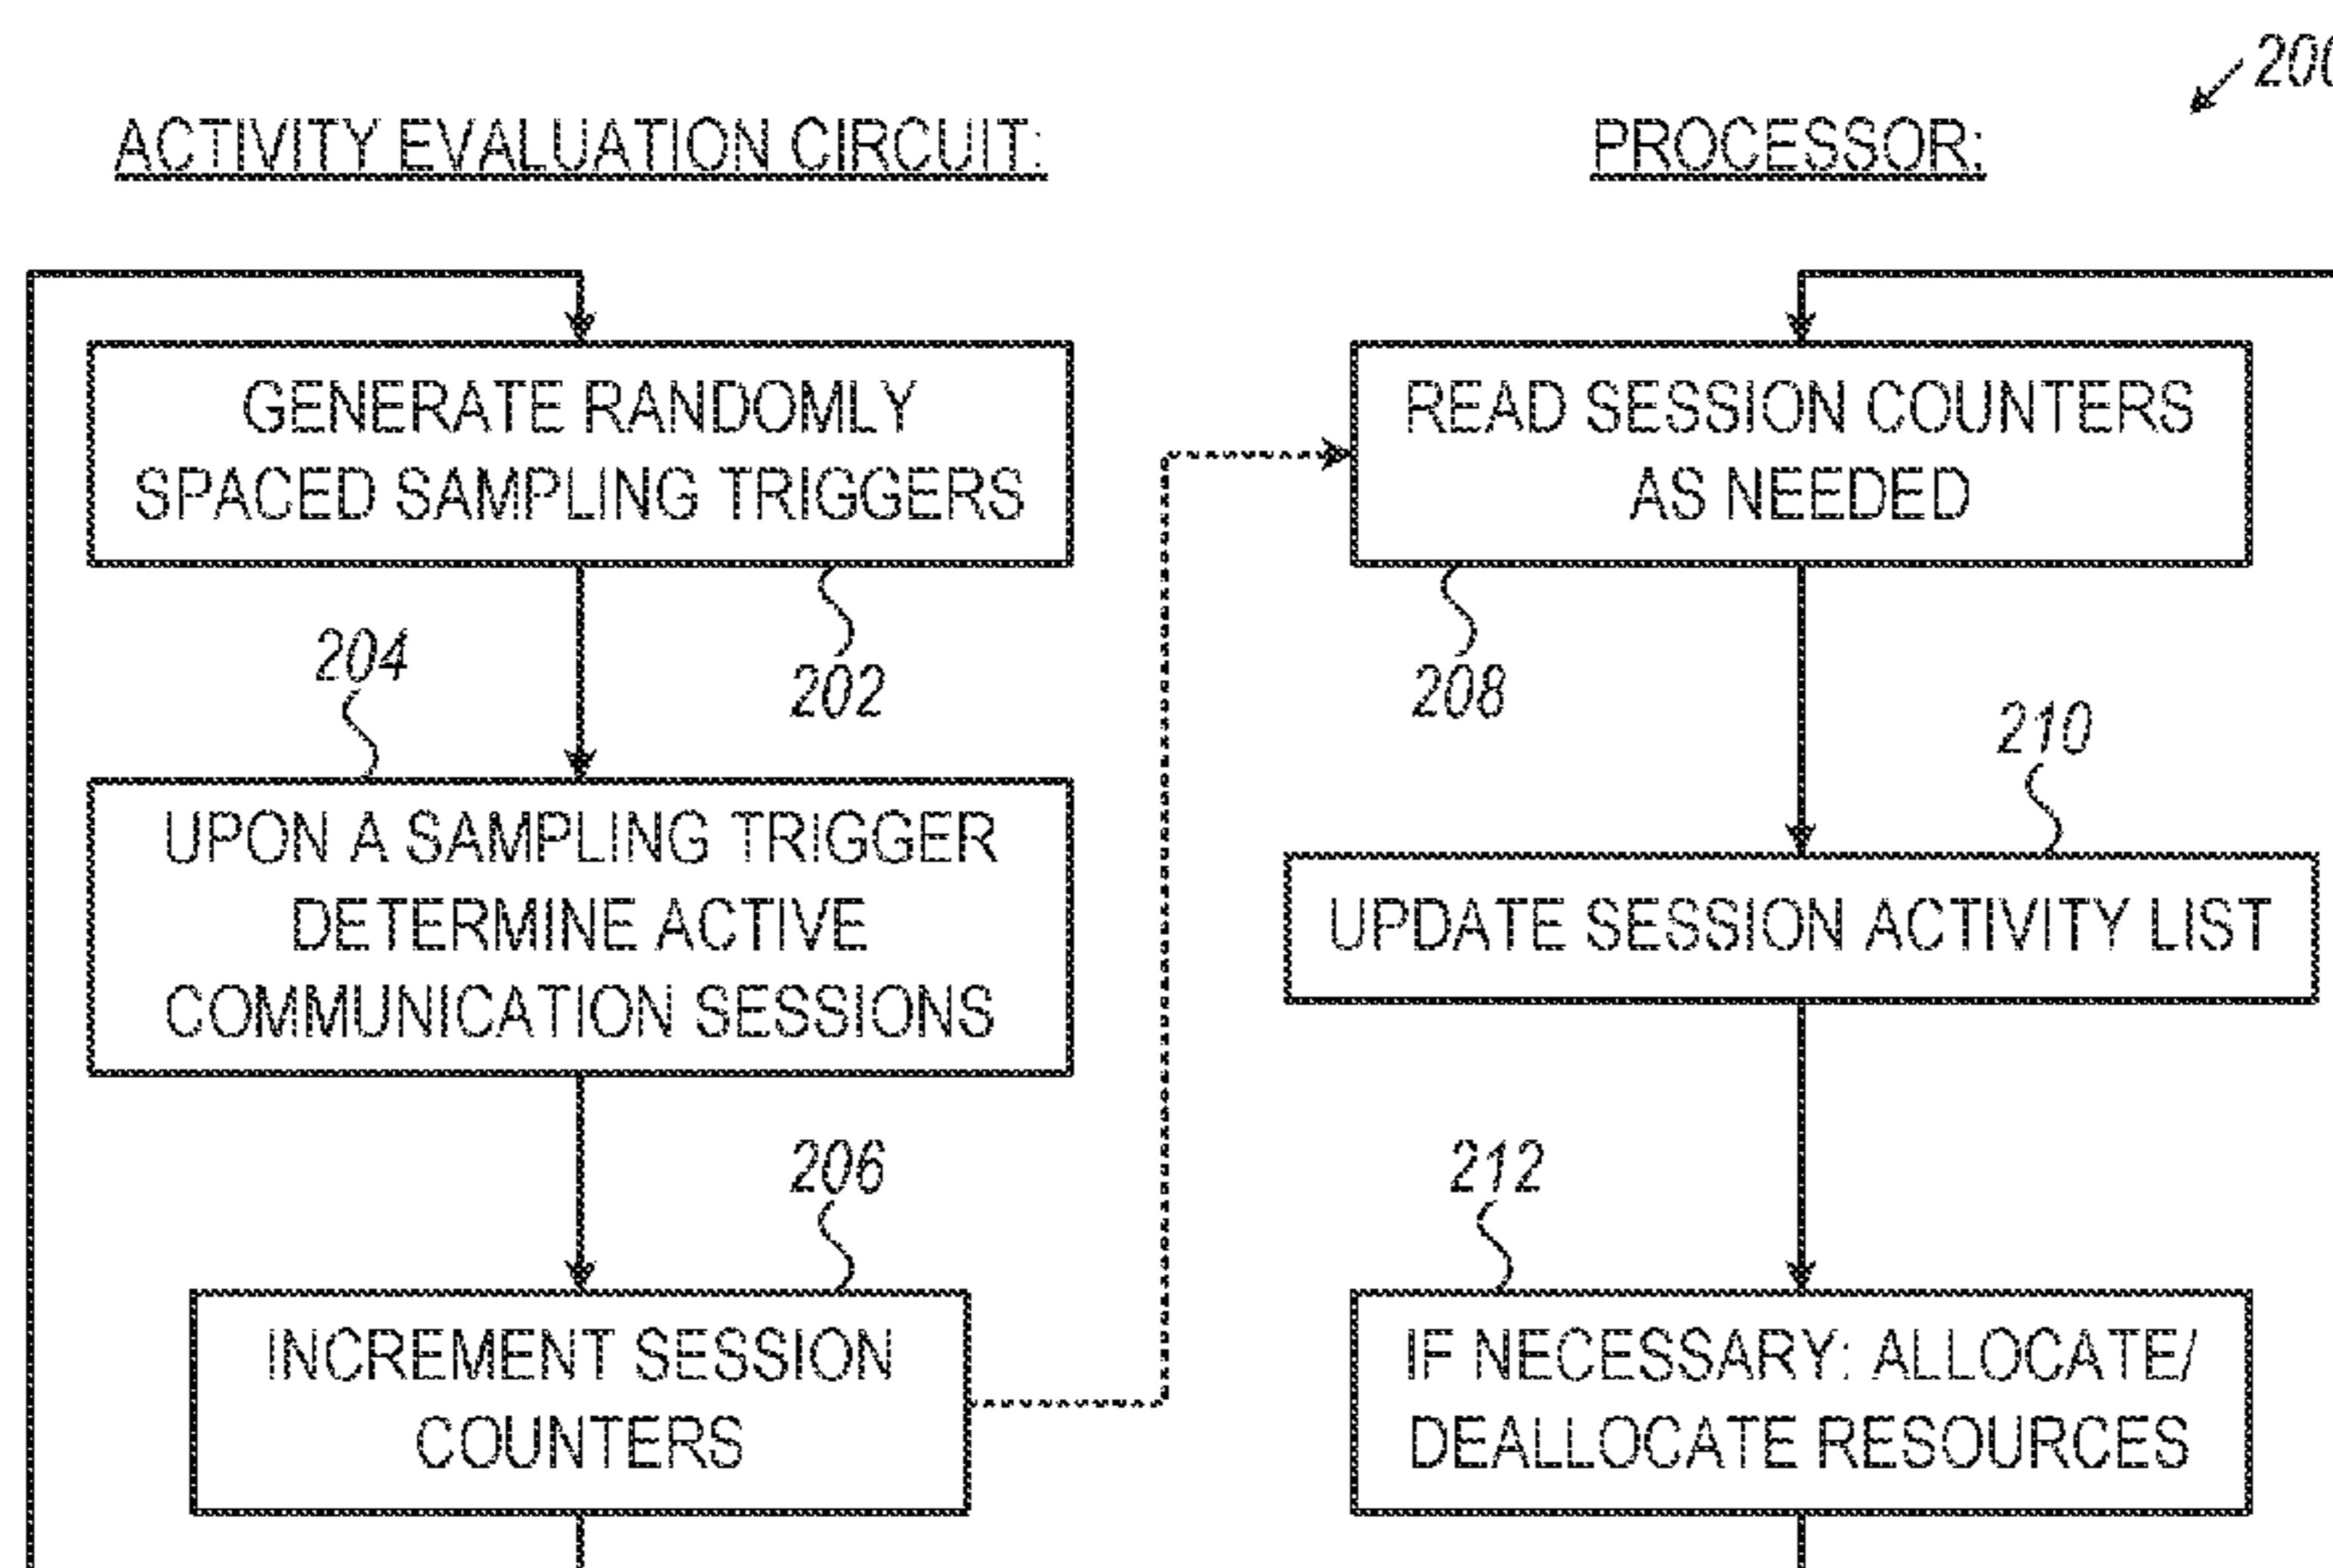 200
ACTIVITY EVALUATION CIRCUIT:
PROCESSOR:
GENERATE RANDOMLY
SPACED SAMPLING TRIGGERS
202
204
UPON A SAMPLING TRIGGER
DETERMINE ACTIVE
COMMUNICATION SESSIONS
206
INCREMENT SESSION
COUNTERS
READ SESSION COUNTERS
AS NEEDED
208
210
UPDATE SESSION ACTIVITY LIST
212
IF NECESSARY: ALLOCATE/
DEALLOCATE RESOURCES